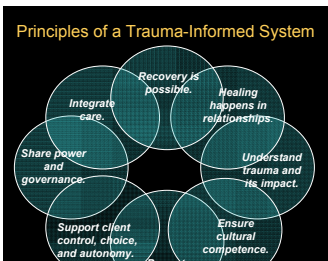 Principles of a Trauma-Informed System
Recovery is
possible.
Healing
happens in
relationships.
Understand
trauma and
its impact.
Ensure
cultural
competence.
Support client
control, choice,
and autonomy.
Share power
and
governance.
Integrate
care.